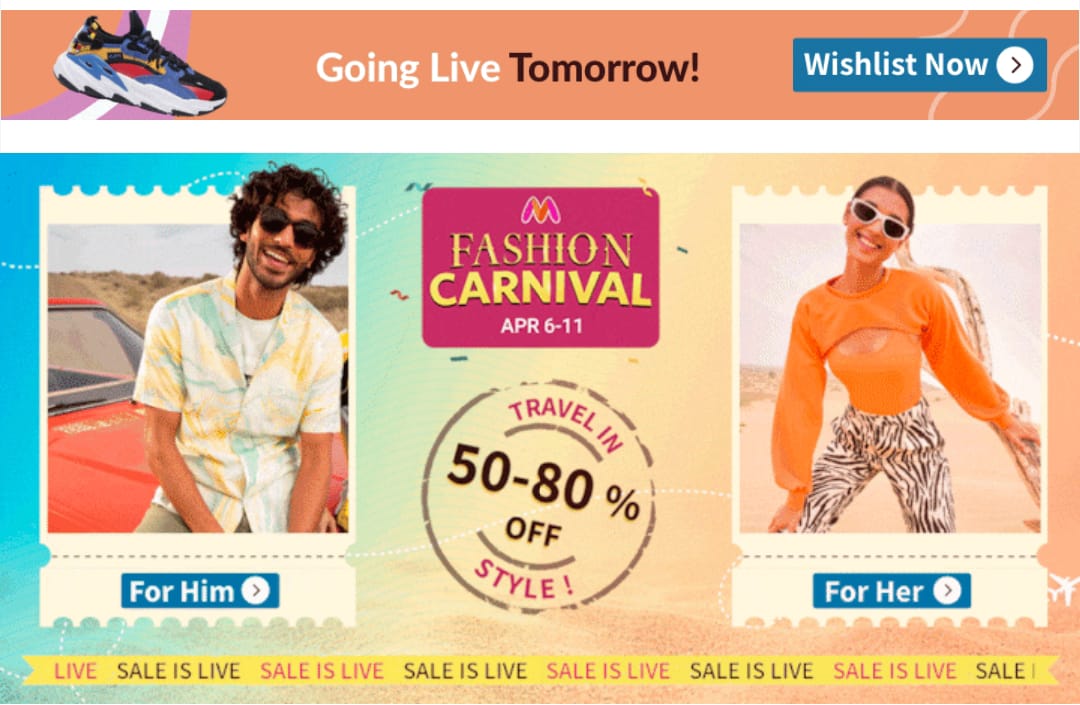 Going Live Tomorrow!
Wishlist Now
FASHION
CARNIVAL
APR 6-11
TRAVEL IN
50-80 %
OFF
STYLE !
For Him
For Her
LIVE SALE IS LIVE SALE IS LIVE SALE IS LIVE SALE IS LIVE SALE IS LIVE SALE IS LIVE SALE I